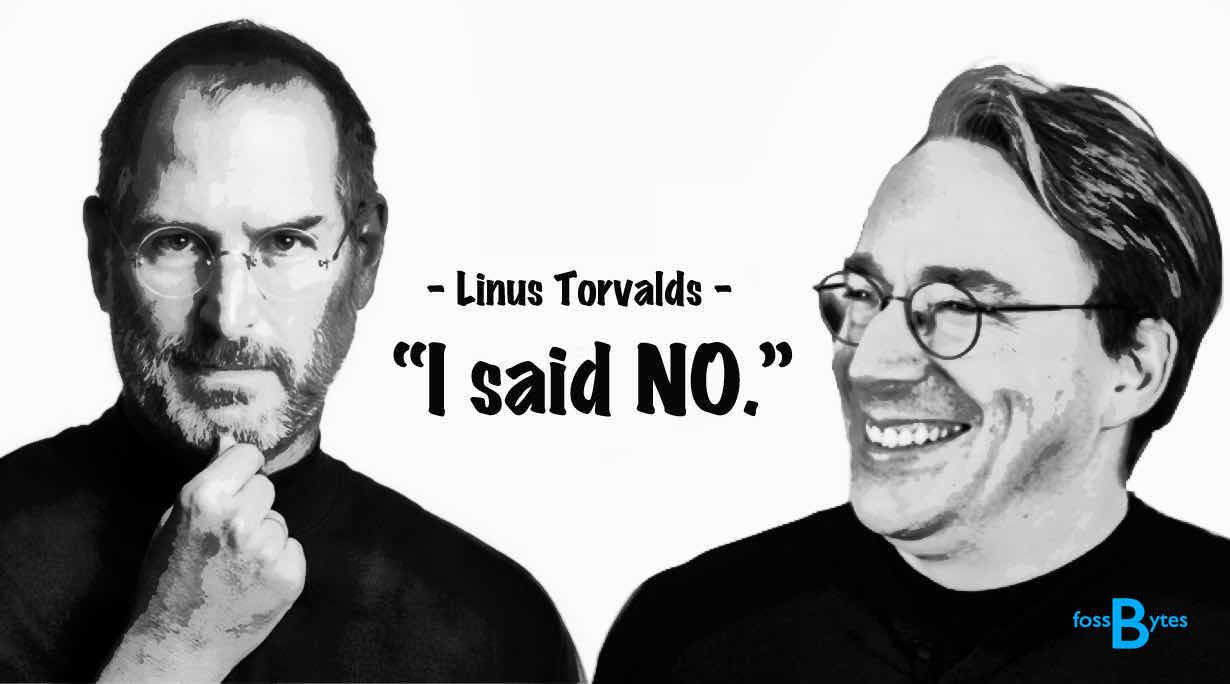 - Linus Torvalds -
“I said NO.”
fossBytes